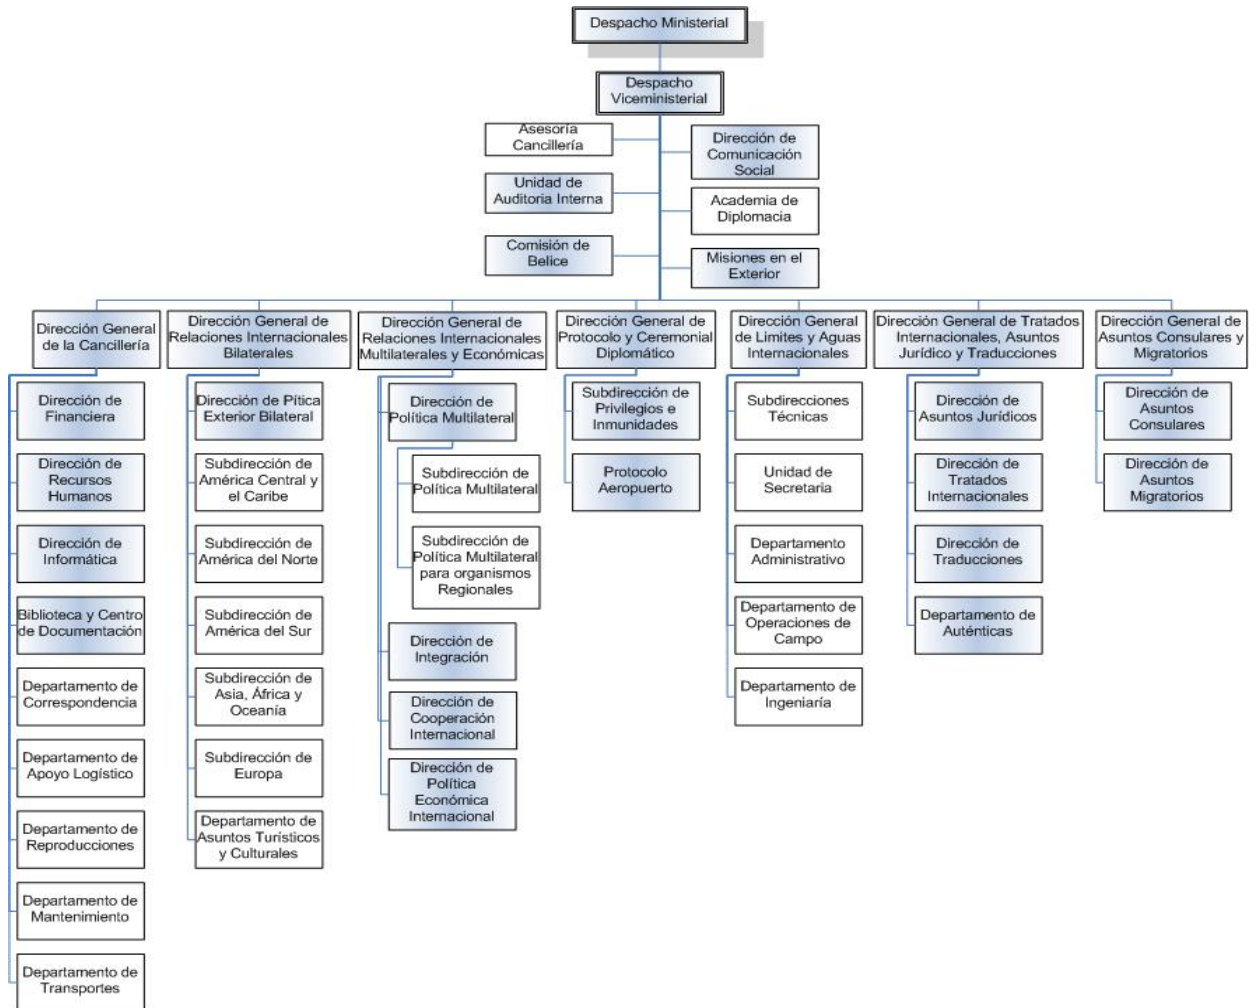 Despacho Ministerial
Despacho
Viceministerial
Asesoría
Cancillería
Dirección de
Comunicación
Social
Unidad de
Auditoria Interna
Academia de
Diplomacia
Comisión de
Belice
Misiones en el
Exterior
Dirección General
de la Cancillería
Dirección General de
Relaciones Internacionales
Bilaterales
Dirección General de
Relaciones Internacionales
Multilaterales y Económicas
Dirección General de
Protocolo y Ceremonial
Diplomático
Dirección General
de Limites y Aguas
Internacionales
Dirección General de Tratados
Internacionales, Asuntos
Jurídico y Traducciones
Dirección General de
Asuntos Consulares y
Migratorios
Dirección de
Financiera
Dirección de
Recursos
Humanos
Dirección de
Informática
Biblioteca y Centro
de Documentación
Departamento de
Correspondencia
Departamento de
Apoyo Logístico
Departamento de
Reproducciones
Departamento de
Mantenimiento
Departamento de
Transportes
Dirección de Pítica
Exterior Bilateral
Subdirección de
América Central y
el Caribe
Subdirección de
América del Norte
Subdirección de
América del Sur
Subdirección de
Asia, África y
Oceanía
Subdirección de
Europa
Departamento de
Asuntos Turísticos
y Culturales
Dirección de
Política Multilateral
Subdirección de
Política Multilateral
Subdirección de
Política Multilateral
para organismos
Regionales
Dirección de
Integración
Dirección de
Cooperación
Internacional
Dirección de
Política
Económica
Internacional
Subdirección de
Privilegios e
Inmunidades
Protocolo
Aeropuerto
Subdirecciones
Técnicas
Unidad de
Secretaria
Departamento
Administrativo
Departamento de
Operaciones de
Campo
Departamento de
Ingeniaría
Dirección de
Asuntos Jurídicos
Dirección de
Tratados
Internacionales
Dirección de
Traducciones
Departamento de
Auténticas
Dirección de
Asuntos
Consulares
Dirección de
Asuntos
Migratorios